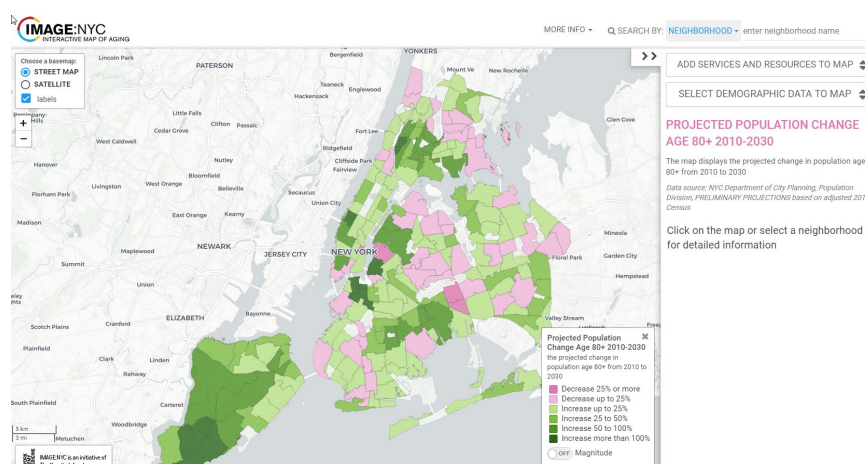 IMAGE:NYC
INTERACTIVE MAP OF AGING
MORE INFO
SEARCH BY: NEIGHBORHOOD enter neighborhood name
Choose a basemap:
STREET MAP
SATELLITE
labels
+
−
>>
ADD SERVICES AND RESOURCES TO MAP
SELECT DEMOGRAPHIC DATA TO MAP
PROJECTED POPULATION CHANGE
AGE 80+ 2010-2030
The map displays the projected change in population age
80+ from 2010 to 2030
Data source: NYC Department of City Planning, Population
Division, PRELIMINARY PROJECTIONS based on adjusted 201
Census
Click on the map or select a neighborhood
for detailed information
Lincoln Park
PATERSON
Bergenfield
YONKERS
Mount Ve
New Rochelle
Teaneck
Englewood
Hackensack
Hills
Little Falls
Clifton
Passaic
Cedar Grove
West Caldwell
Fort Lee
Glen Cove
Ridgefield
Cliffside Park
Fairview
Nutley
Hanover
Bloomfield
Livingston
West Orange
Belleville
Secaucus
Florham Park
Union City
East Orange
Kearny
Madison
Mineola
NEWARK
Maplewood
JERSEY CITY
NEW YORK
Floral Park
Garden City
Summit
Hempstead
Union
ELIZABETH
Bayonne
Valley Stream
Lynbrook
Scotch Plains
Cranford
Plainfield
Clark
Linden
Rahway
South Plainfield
Carteret
Woodbridge
Metuchen
5 km
3 mi
Projected Population
Change Age 80+ 2010-2030
the projected change in
population age 80+ from 2010 to
2030
Decrease 25% or more
Decrease up to 25%
Increase up to 25%
Increase 25 to 50%
Increase 50 to 100%
Increase more than 100%
OFF Magnitude
IMAGE:NYC is an initiative of